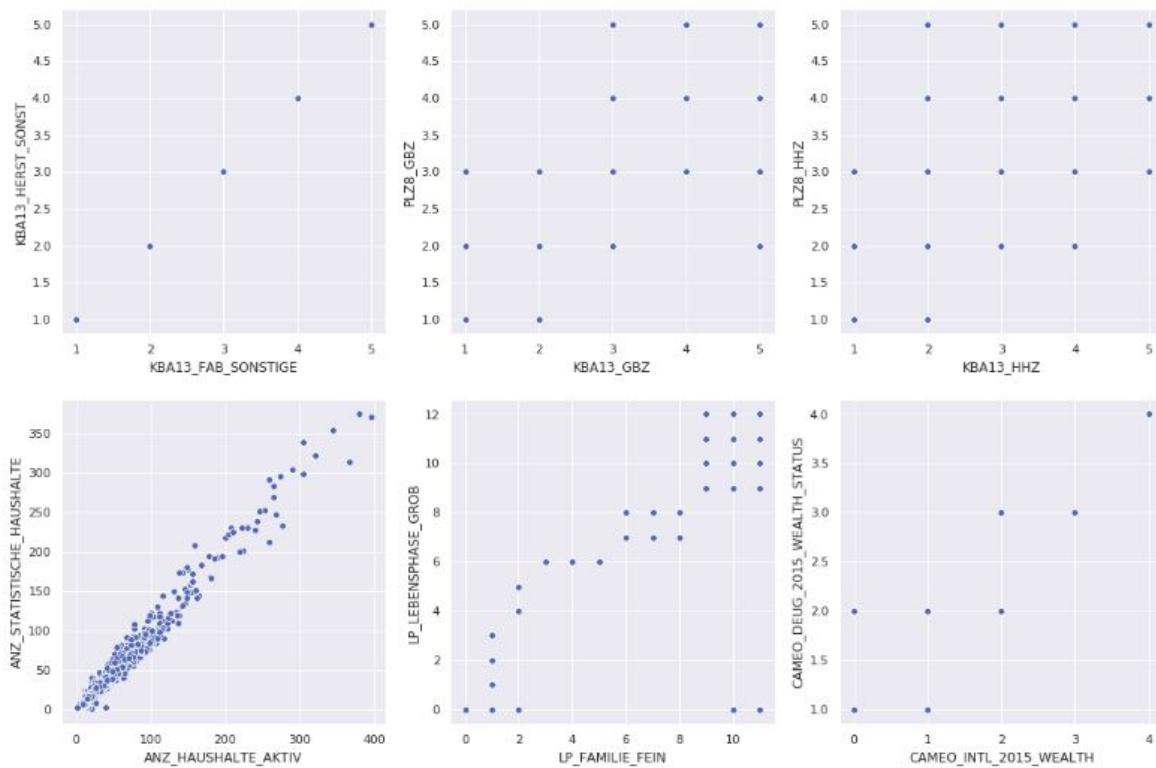 KBA13_HERST_SONST
5.0
4.5
4.0
3.5
3.0
2.5
2.0
1.5
1.0
1 2 3 4 5
KBA13_FAB_SONSTIGE
PLZ8_GBZ
5.0
4.5
4.0
3.5
3.0
2.5
2.0
1.5
1.0
1 2 3 4 5
KBA13_GBZ
PLZ8_HHZ
5.0
4.5
4.0
3.5
3.0
2.5
2.0
1.5
1.0
1 2 3 4 5
KBA13_HHZ
ANZ_STATISTISCHE_HAUSHALTE
350
300
250
200
150
100
50
0
0 100 200 300 400
ANZ_HAUSHALTE_AKTIV
LP_LEBENSPHASE_GROB
12
10
8
6
4
2
0
0 2 4 6 8 10
LP_FAMILIE_FEIN
CAMEO_DEUG_2015_WEALTH_STATUS
4.0
3.5
3.0
2.5
2.0
1.5
1.0
0 1 2 3 4
CAMEO_INTL_2015_WEALTH